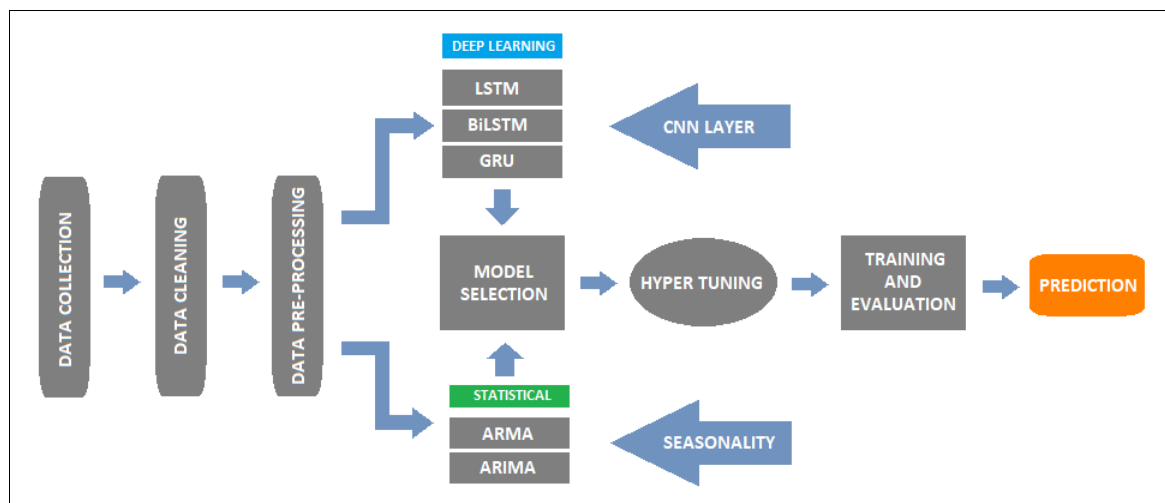 DATA COLLECTION
DATA CLEANING
DATA PRE-PROCESSING
DEEP LEARNING
LSTM
BiLSTM
GRU
CNN LAYER
MODEL
SELECTION
HYPER TUNING
TRAINING
AND
EVALUATION
PREDICTION
STATISTICAL
ARMA
ARIMA
SEASONALITY